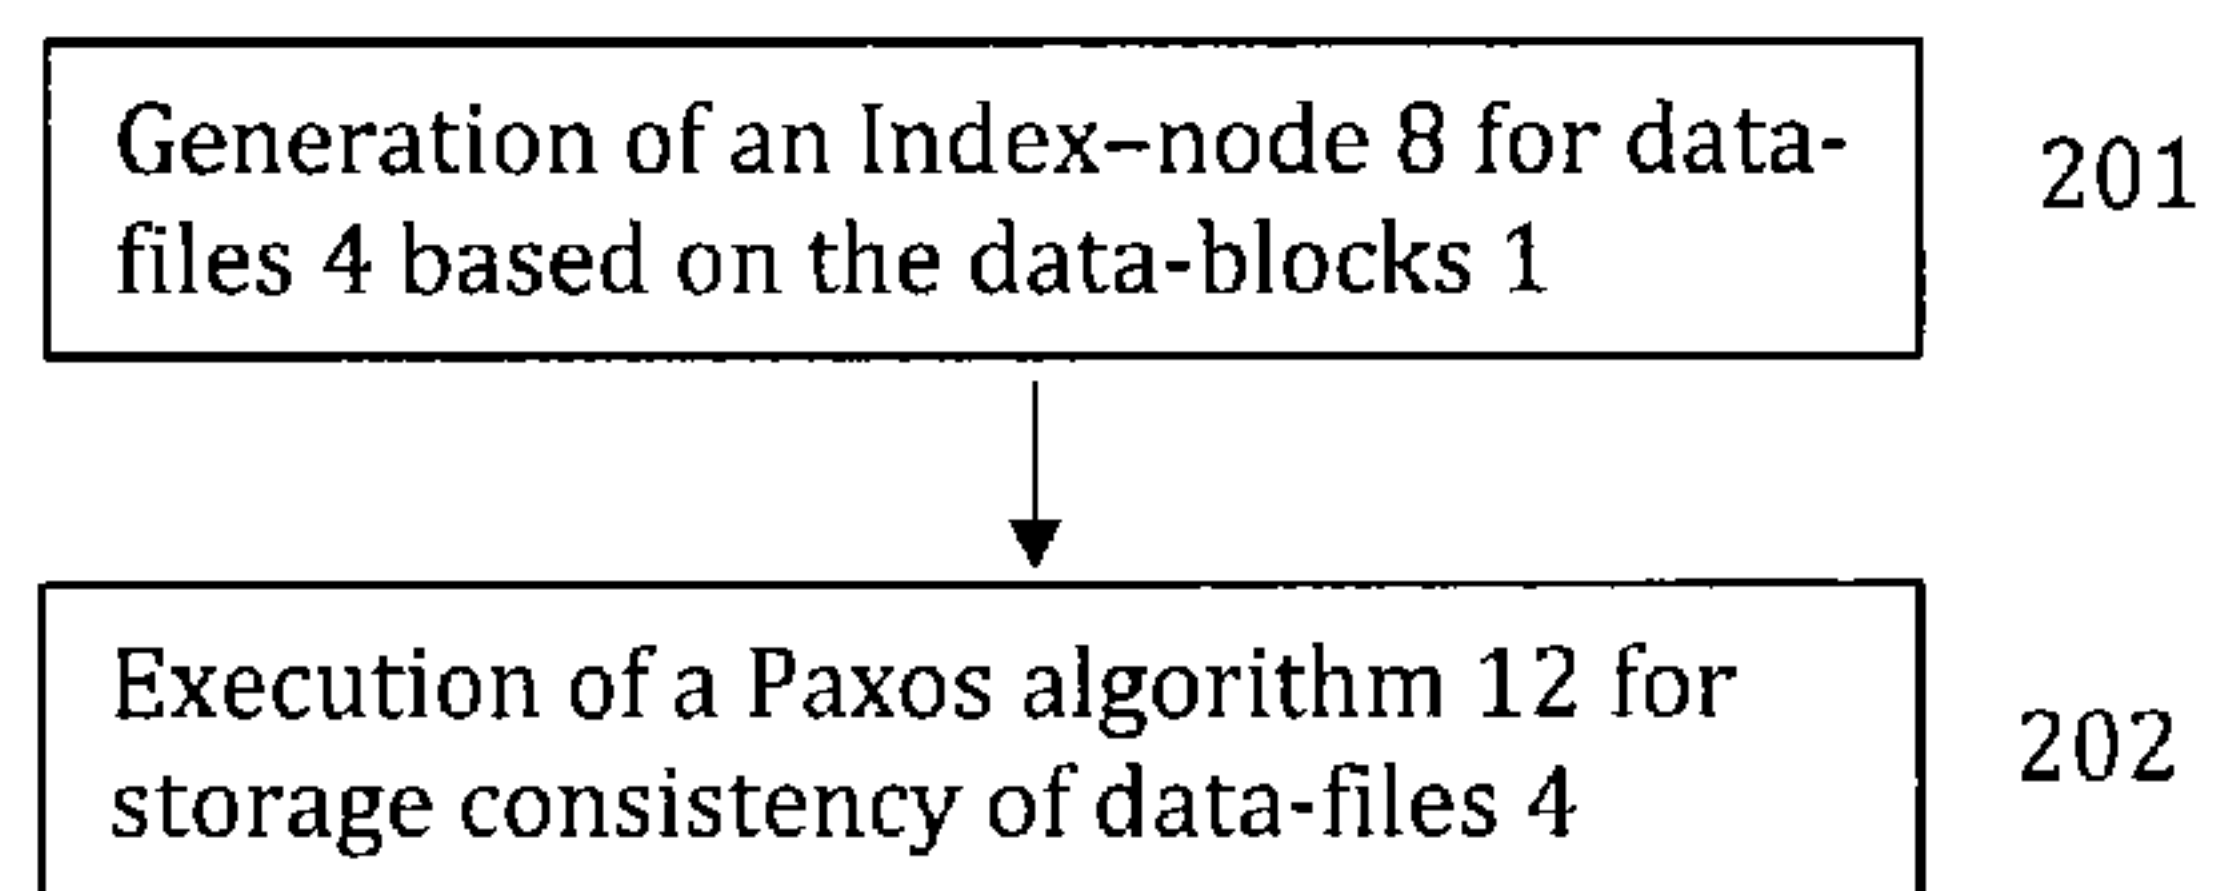 Generation of an Index–node 8 for data-
files 4 based on the data-blocks 1
201
Execution of a Paxos algorithm 12 for
storage consistency of data-files 4
202